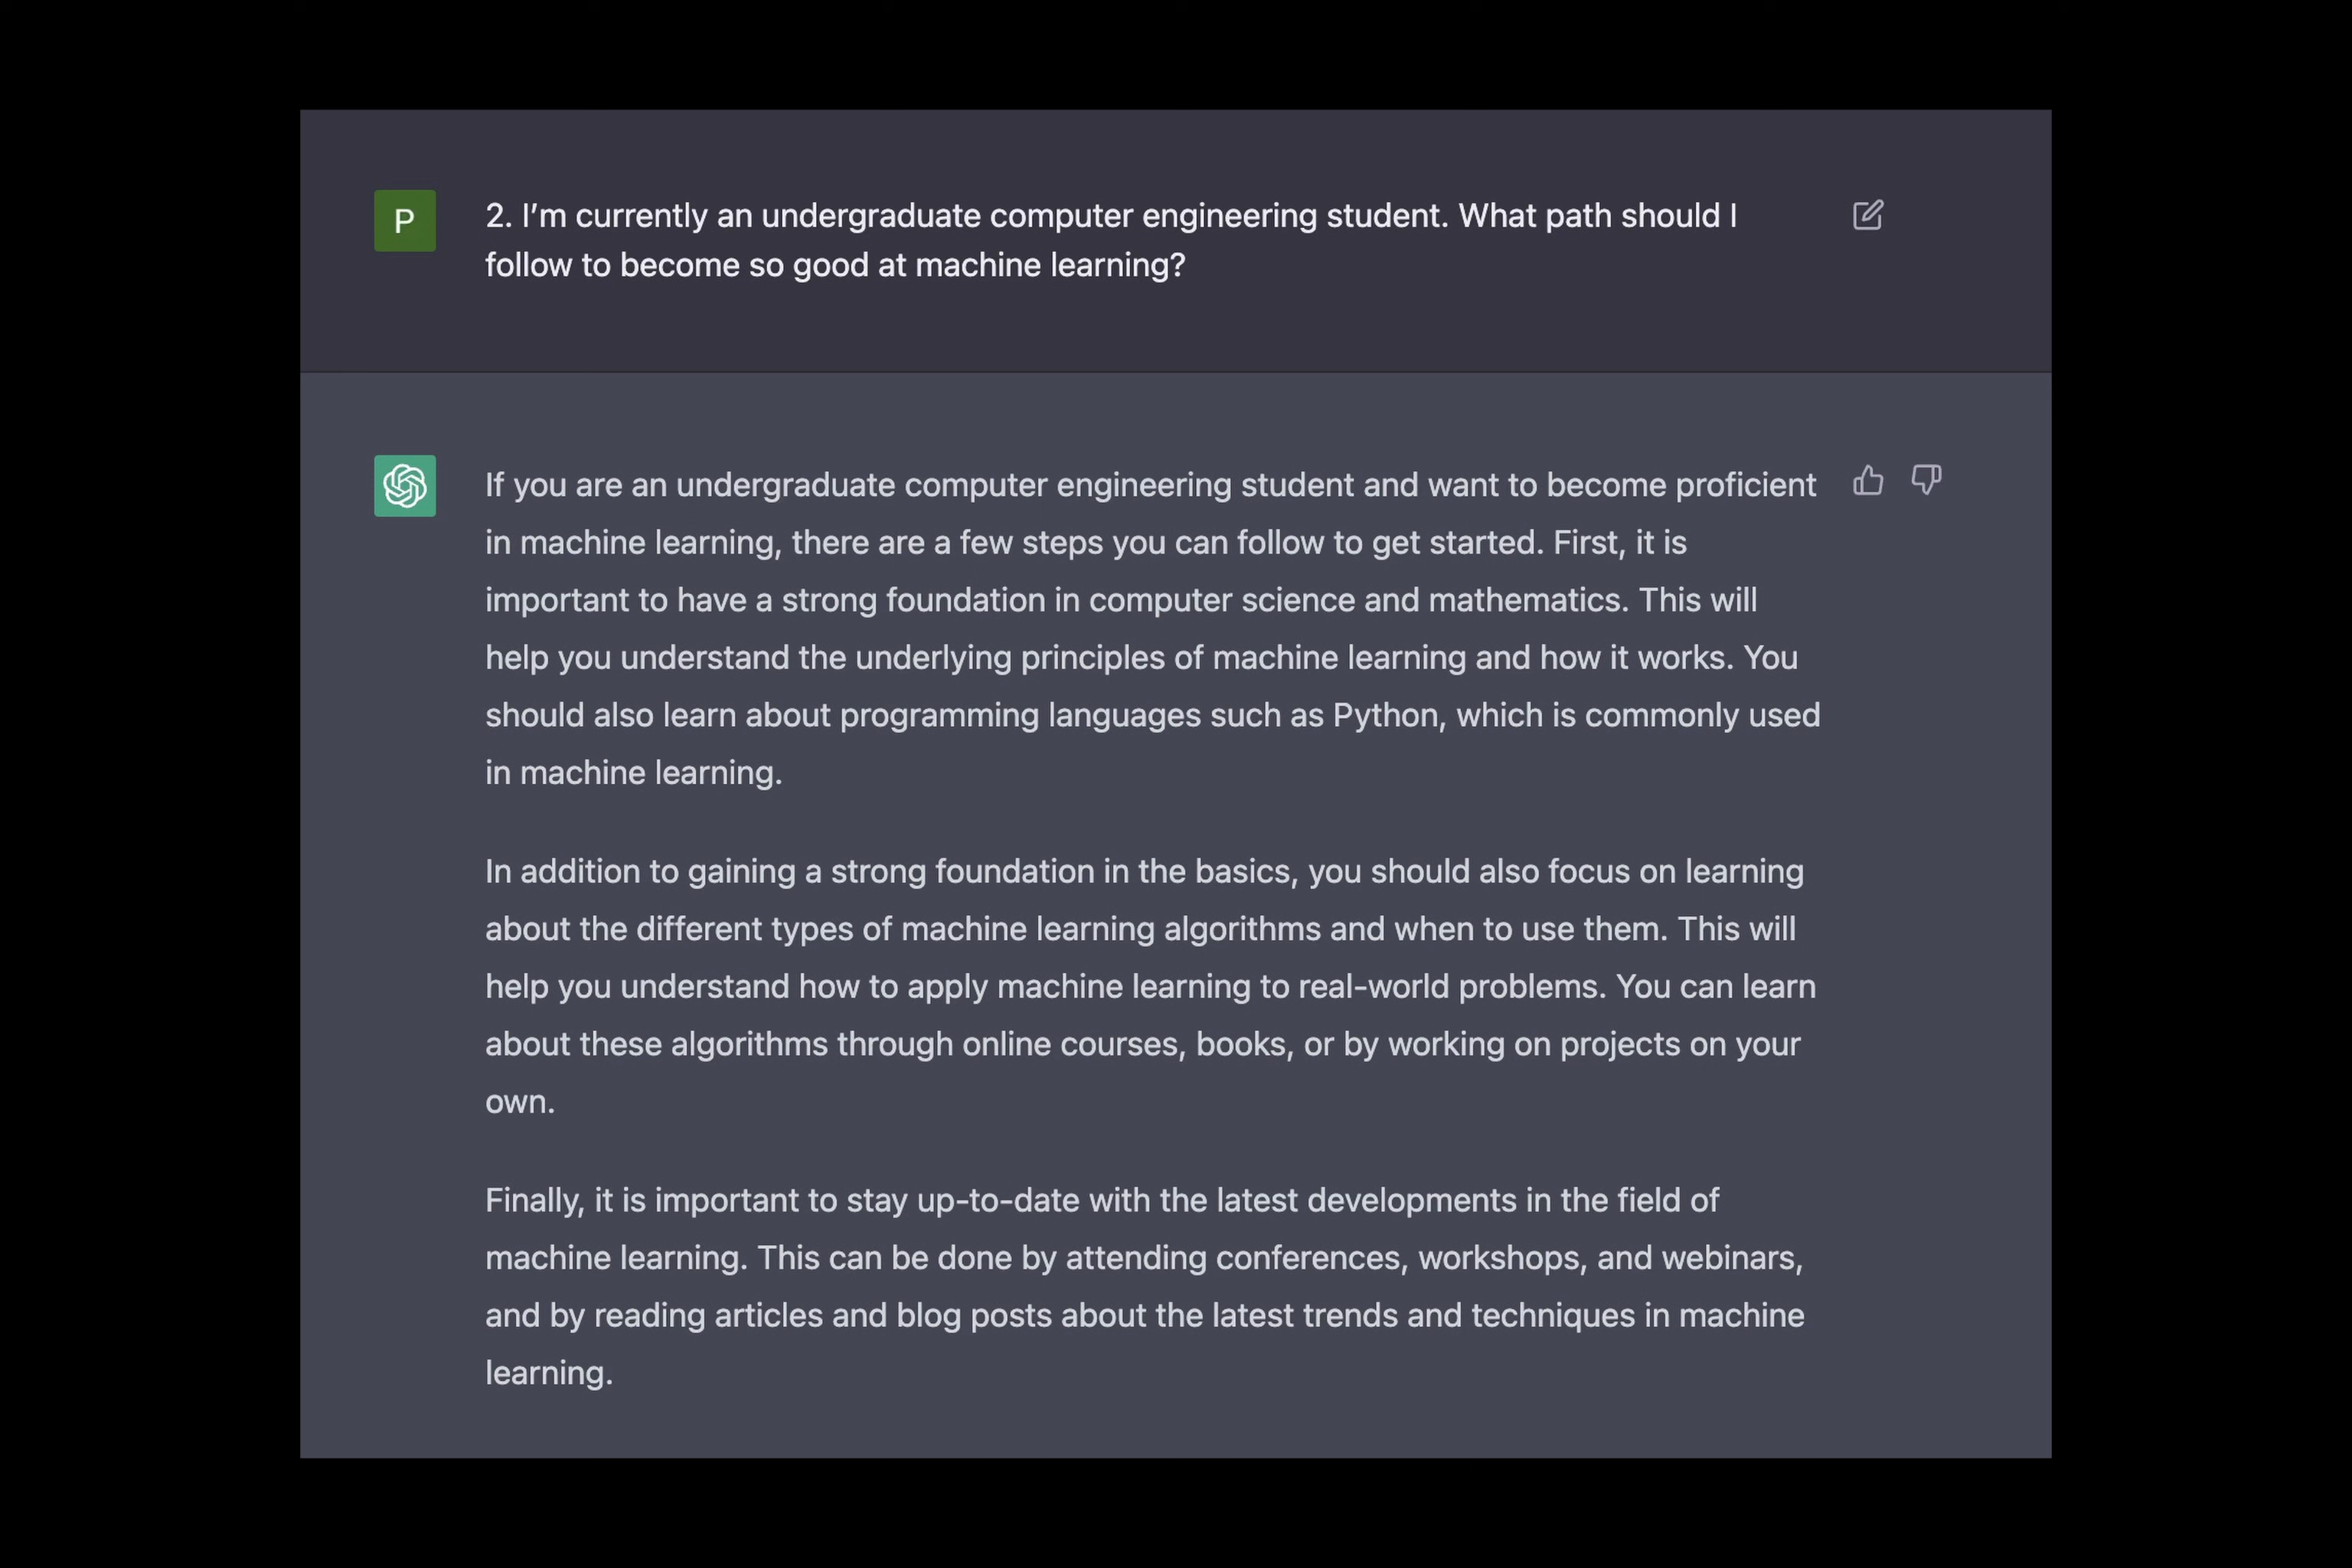 P
2. I’m currently an undergraduate computer engineering student. What path should I
follow to become so good at machine learning?
If you are an undergraduate computer engineering student and want to become proficient
in machine learning, there are a few steps you can follow to get started. First, it is
important to have a strong foundation in computer science and mathematics. This will
help you understand the underlying principles of machine learning and how it works. You
should also learn about programming languages such as Python, which is commonly used
in machine learning.
In addition to gaining a strong foundation in the basics, you should also focus on learning
about the different types of machine learning algorithms and when to use them. This will
help you understand how to apply machine learning to real-world problems. You can learn
about these algorithms through online courses, books, or by working on projects on your
own.
Finally, it is important to stay up-to-date with the latest developments in the field of
machine learning. This can be done by attending conferences, workshops, and webinars,
and by reading articles and blog posts about the latest trends and techniques in machine
learning.